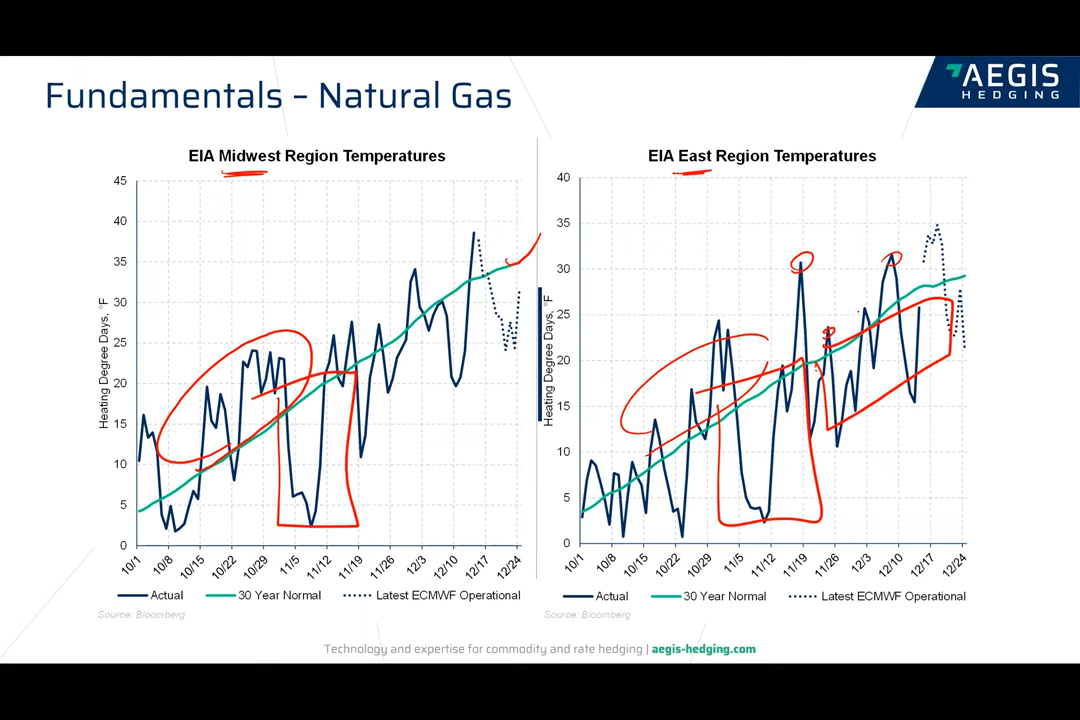 Fundamentals – Natural Gas
AEGIS
HEDGING
EIA Midwest Region Temperatures
Heating Degree Days, °F
45
40
35
30
25
20
15
10
5
0
10/1
10/8
10/15
10/22
10/29
11/5
11/12
11/19
11/26
12/3
12/10
12/17
12/24
Actual
30 Year Normal
Latest ECMWF Operational
Source: Bloomberg
EIA East Region Temperatures
Heating Degree Days, °F
40
35
30
25
20
15
10
5
0
10/1
10/8
10/15
10/22
10/29
11/5
11/12
11/19
11/26
12/3
12/10
12/17
12/24
Actual
30 Year Normal
Latest ECMWF Operational
Source: Bloomberg
Technology and expertise for commodity and rate hedging | aegis-hedging.com